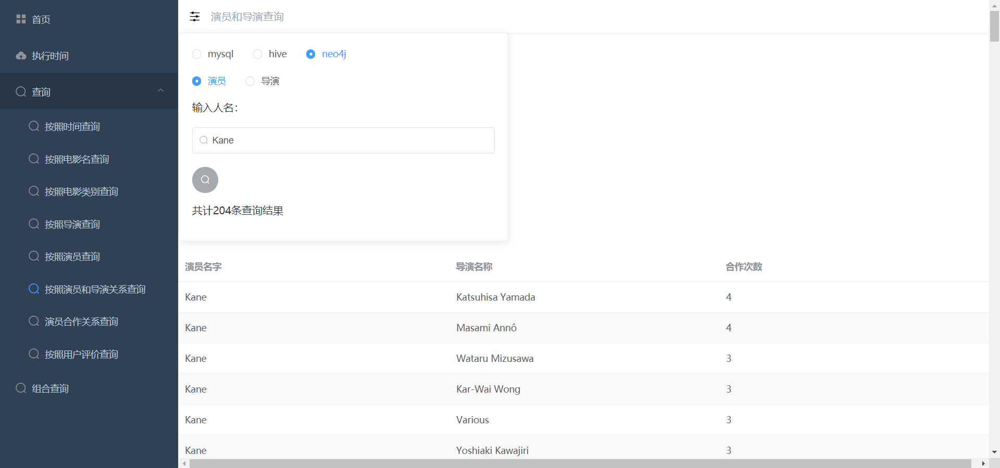 首页
执行时间
查询
按照时间查询
按照电影名查询
按照电影类别查询
按照导演查询
按照演员查询
按照演员和导演关系查询
演员合作关系查询
按照用户评价查询
组合查询
演员和导演查询
mysql hive neo4j
演员 导演
输入人名：
Kane
共计204条查询结果
演员名字 导演名称 合作次数
Kane Katsuhisa Yamada 4
Kane Masami Annô 4
Kane Wataru Mizusawa 3
Kane Kar-Wai Wong 3
Kane Various 3
Kane Yoshiaki Kawajiri 3